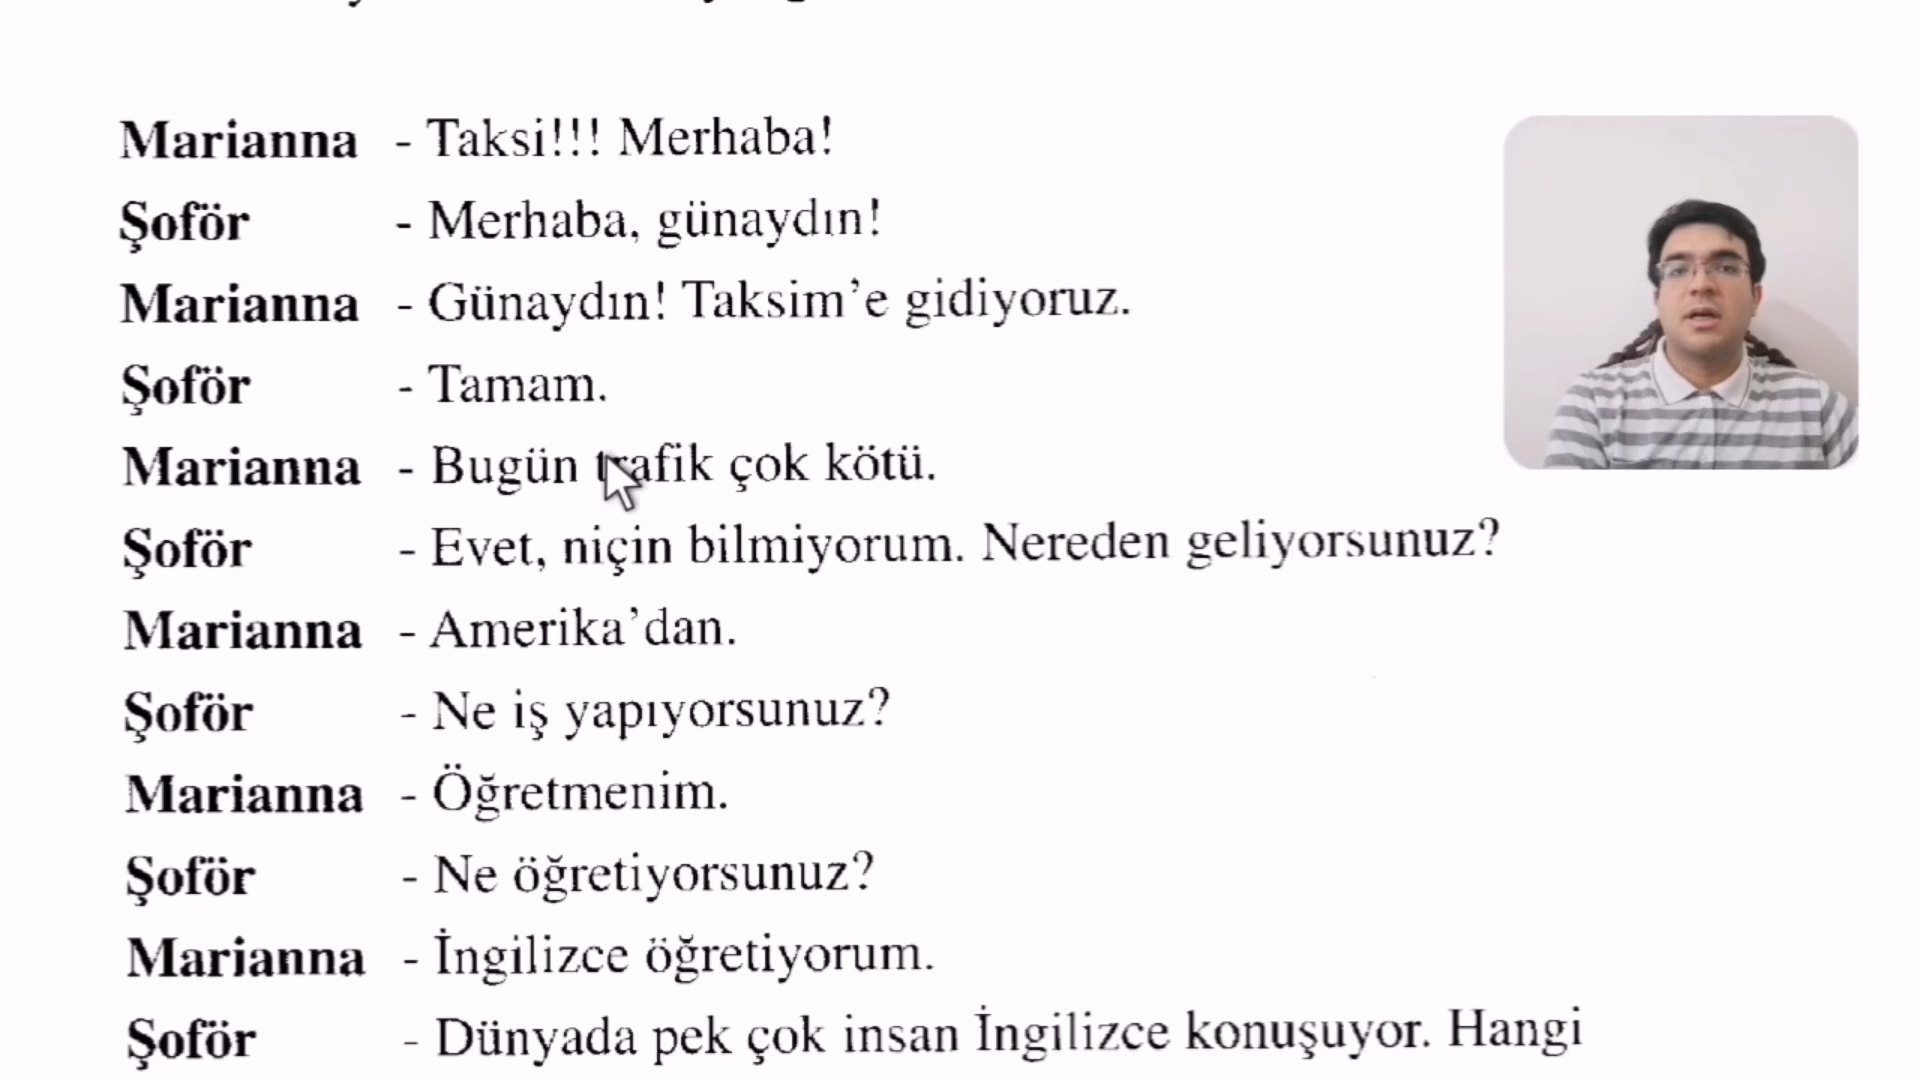 Marianna - Taksi!!! Merhaba!
Şoför - Merhaba, günaydın!
Marianna - Günaydın! Taksim’e gidiyoruz.
Şoför - Tamam.
Marianna - Bugün trafik çok kötü.
Şoför - Evet, niçin bilmiyorum. Nereden geliyorsunuz?
Marianna - Amerika’dan.
Şoför - Ne iş yapıyorsunuz?
Marianna - Öğretmenim.
Şoför - Ne öğretiyorsunuz?
Marianna - İngilizce öğretiyorum.
Şoför - Dünyada pek çok insan İngilizce konuşuyor. Hangi